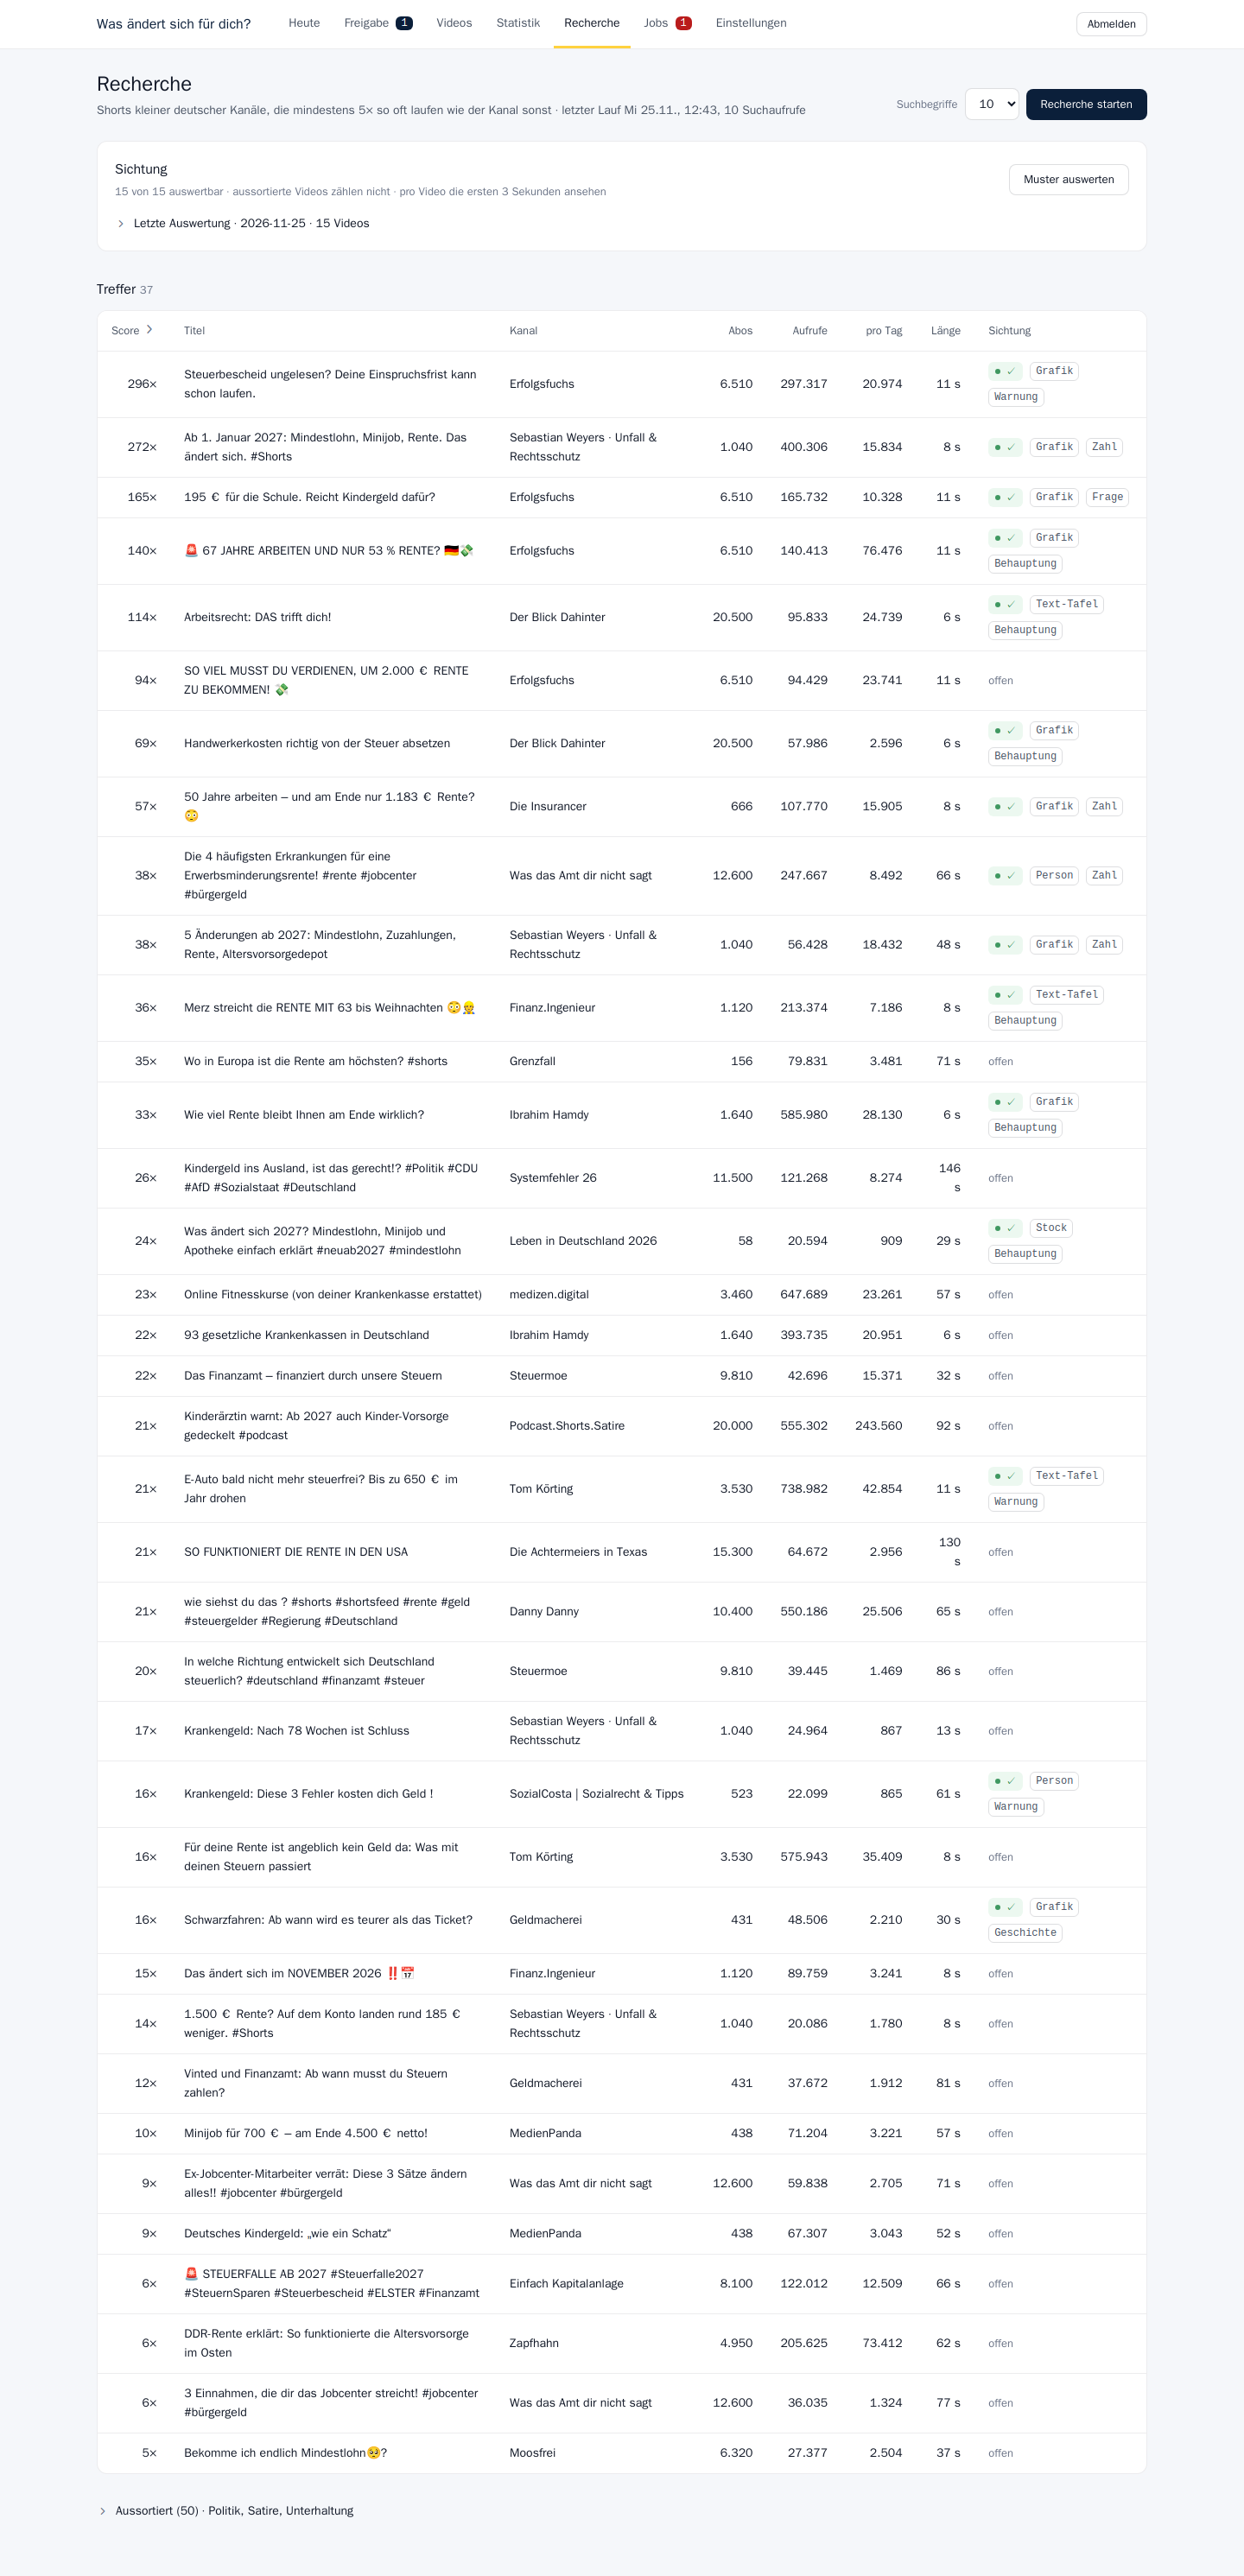 Was ändert sich für dich? Heute Freigabe 1 Videos Statistik Recherche Jobs 1 Einstellungen Abmelden
Recherche
Shorts kleiner deutscher Kanäle, die mindestens 5× so oft laufen wie der Kanal sonst · letzter Lauf Mi 25.11., 12:43, 10 Suchaufrufe
Suchbegriffe 10 Recherche starten
Sichtung
15 von 15 auswertbar · aussortierte Videos zählen nicht · pro Video die ersten 3 Sekunden ansehen
Muster auswerten
Letzte Auswertung · 2026-11-25 · 15 Videos
Treffer 37
Score Titel Kanal Abos Aufrufe pro Tag Länge Sichtung
296× Steuerbescheid ungelesen? Deine Einspruchsfrist kann
schon laufen. Erfolgsfuchs 6.510 297.317 20.974 11 s ✓ Grafik
Warnung
272× Ab 1. Januar 2027: Mindestlohn, Minijob, Rente. Das
ändert sich. #Shorts Sebastian Weyers · Unfall &
Rechtsschutz 1.040 400.306 15.834 8 s ✓ Grafik Zahl
165× 195 € für die Schule. Reicht Kindergeld dafür? Erfolgsfuchs 6.510 165.732 10.328 11 s ✓ Grafik Frage
140× 🚨 67 JAHRE ARBEITEN UND NUR 53 % RENTE? 🇩🇪💸 Erfolgsfuchs 6.510 140.413 76.476 11 s ✓ Grafik
Behauptung
114× Arbeitsrecht: DAS trifft dich! Der Blick Dahinter 20.500 95.833 24.739 6 s ✓ Text-Tafel
Behauptung
94× SO VIEL MUSST DU VERDIENEN, UM 2.000 € RENTE
ZU BEKOMMEN! 💸 Erfolgsfuchs 6.510 94.429 23.741 11 s offen
69× Handwerkerkosten richtig von der Steuer absetzen Der Blick Dahinter 20.500 57.986 2.596 6 s ✓ Grafik
Behauptung
57× 50 Jahre arbeiten – und am Ende nur 1.183 € Rente?
😳 Die Insurancer 666 107.770 15.905 8 s ✓ Grafik Zahl
38× Die 4 häufigsten Erkrankungen für eine
Erwerbsminderungsrente! #rente #jobcenter
#bürgergeld Was das Amt dir nicht sagt 12.600 247.667 8.492 66 s ✓ Person Zahl
38× 5 Änderungen ab 2027: Mindestlohn, Zuzahlungen,
Rente, Altersvorsorgedepot Sebastian Weyers · Unfall &
Rechtsschutz 1.040 56.428 18.432 48 s ✓ Grafik Zahl
36× Merz streicht die RENTE MIT 63 bis Weihnachten 😳👷 Finanz.Ingenieur 1.120 213.374 7.186 8 s ✓ Text-Tafel
Behauptung
35× Wo in Europa ist die Rente am höchsten? #shorts Grenzfall 156 79.831 3.481 71 s offen
33× Wie viel Rente bleibt Ihnen am Ende wirklich? Ibrahim Hamdy 1.640 585.980 28.130 6 s ✓ Grafik
Behauptung
26× Kindergeld ins Ausland, ist das gerecht!? #Politik #CDU
#AfD #Sozialstaat #Deutschland Systemfehler 26 11.500 121.268 8.274 146
s offen
24× Was ändert sich 2027? Mindestlohn, Minijob und
Apotheke einfach erklärt #neuab2027 #mindestlohn Leben in Deutschland 2026 58 20.594 909 29 s ✓ Stock
Behauptung
23× Online Fitnesskurse (von deiner Krankenkasse erstattet) medizen.digital 3.460 647.689 23.261 57 s offen
22× 93 gesetzliche Krankenkassen in Deutschland Ibrahim Hamdy 1.640 393.735 20.951 6 s offen
22× Das Finanzamt – finanziert durch unsere Steuern Steuermoe 9.810 42.696 15.371 32 s offen
21× Kinderärztin warnt: Ab 2027 auch Kinder-Vorsorge
gedeckelt #podcast Podcast.Shorts.Satire 20.000 555.302 243.560 92 s offen
21× E-Auto bald nicht mehr steuerfrei? Bis zu 650 € im
Jahr drohen Tom Körting 3.530 738.982 42.854 11 s ✓ Text-Tafel
Warnung
21× SO FUNKTIONIERT DIE RENTE IN DEN USA Die Achtermeiers in Texas 15.300 64.672 2.956 130
s offen
21× wie siehst du das ? #shorts #shortsfeed #rente #geld
#steuergelder #Regierung #Deutschland Danny Danny 10.400 550.186 25.506 65 s offen
20× In welche Richtung entwickelt sich Deutschland
steuerlich? #deutschland #finanzamt #steuer Steuermoe 9.810 39.445 1.469 86 s offen
17× Krankengeld: Nach 78 Wochen ist Schluss Sebastian Weyers · Unfall &
Rechtsschutz 1.040 24.964 867 13 s offen
16× Krankengeld: Diese 3 Fehler kosten dich Geld ! SozialCosta | Sozialrecht & Tipps 523 22.099 865 61 s ✓ Person
Warnung
16× Für deine Rente ist angeblich kein Geld da: Was mit
deinen Steuern passiert Tom Körting 3.530 575.943 35.409 8 s offen
16× Schwarzfahren: Ab wann wird es teurer als das Ticket? Geldmacherei 431 48.506 2.210 30 s ✓ Grafik
Geschichte
15× Das ändert sich im NOVEMBER 2026 ‼️📅 Finanz.Ingenieur 1.120 89.759 3.241 8 s offen
14× 1.500 € Rente? Auf dem Konto landen rund 185 €
weniger. #Shorts Sebastian Weyers · Unfall &
Rechtsschutz 1.040 20.086 1.780 8 s offen
12× Vinted und Finanzamt: Ab wann musst du Steuern
zahlen? Geldmacherei 431 37.672 1.912 81 s offen
10× Minijob für 700 € – am Ende 4.500 € netto! MedienPanda 438 71.204 3.221 57 s offen
9× Ex-Jobcenter-Mitarbeiter verrät: Diese 3 Sätze ändern
alles!! #jobcenter #bürgergeld Was das Amt dir nicht sagt 12.600 59.838 2.705 71 s offen
9× Deutsches Kindergeld: „wie ein Schatz“ MedienPanda 438 67.307 3.043 52 s offen
6× 🚨 STEUERFALLE AB 2027 #Steuerfalle2027
#SteuernSparen #Steuerbescheid #ELSTER #Finanzamt Einfach Kapitalanlage 8.100 122.012 12.509 66 s offen
6× DDR-Rente erklärt: So funktionierte die Altersvorsorge
im Osten Zapfhahn 4.950 205.625 73.412 62 s offen
6× 3 Einnahmen, die dir das Jobcenter streicht! #jobcenter
#bürgergeld Was das Amt dir nicht sagt 12.600 36.035 1.324 77 s offen
5× Bekomme ich endlich Mindestlohn🥺? Moosfrei 6.320 27.377 2.504 37 s offen
Aussortiert (50) · Politik, Satire, Unterhaltung